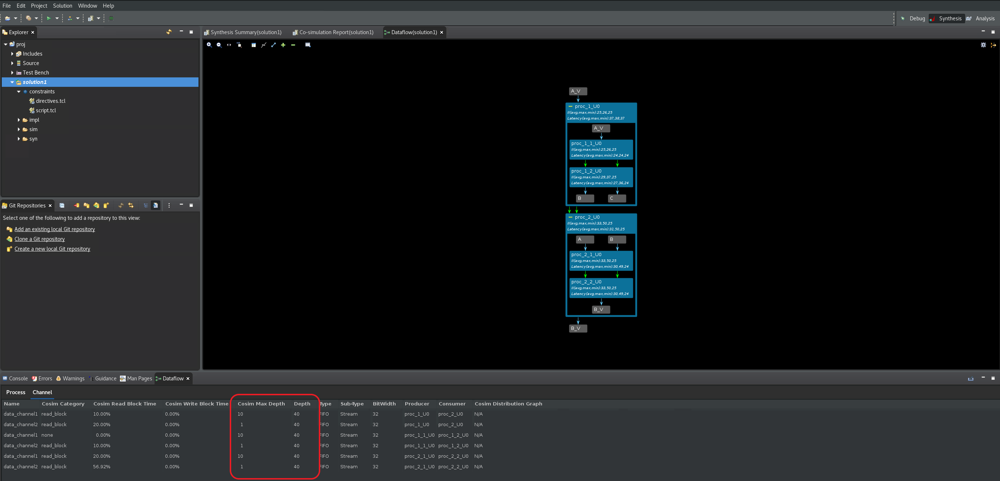 File Edit Project Solution Window Help
Debug Synthesis Analysis
Explorer
proj
Includes
Source
Test Bench
solution1
constraints
directives.tcl
script.tcl
impl
sim
syn
Git Repositories
Select one of the following to add a repository to this view:
Add an existing local Git repository
Clone a Git repository
Create a new local Git repository
Synthesis Summary(solution1) Co-simulation Report(solution1) Dataflow(solution1)
A_V
proc_1_U0
II(avg,max,min):25,26,25
Latency(avg,max,min):37,38,37
A_V
proc_1_1_U0
II(avg,max,min):25,26,25
Latency(avg,max,min):24,24,24
proc_1_2_U0
II(avg,max,min):29,37,25
Latency(avg,max,min):27,36,24
B C
proc_2_U0
II(avg,max,min):33,50,25
Latency(avg,max,min):31,50,25
A B
proc_2_1_U0
II(avg,max,min):33,50,25
Latency(avg,max,min):30,49,24
proc_2_2_U0
II(avg,max,min):33,50,25
Latency(avg,max,min):30,49,24
B_V
B_V
Console Errors Warnings Guidance Man Pages Dataflow
Process Channel
Name Cosim Category Cosim Read Block Time Cosim Write Block Time Cosim Max Depth Depth Type Sub-Type BitWidth Producer Consumer Cosim Distribution Graph
data_channel1 read_block 10.00% 0.00% 10 40 FIFO Stream 32 proc_1_U0 proc_2_U0 N/A
data_channel2 read_block 20.00% 0.00% 1 40 FIFO Stream 32 proc_1_U0 proc_2_U0 N/A
data_channel1 none 0.00% 0.00% 10 40 FIFO Stream 32 proc_1_1_U0 proc_1_2_U0 N/A
data_channel2 read_block 10.00% 0.00% 1 40 FIFO Stream 32 proc_1_1_U0 proc_1_2_U0 N/A
data_channel1 read_block 20.00% 0.00% 10 40 FIFO Stream 32 proc_2_1_U0 proc_2_2_U0 N/A
data_channel2 read_block 56.92% 0.00% 1 40 FIFO Stream 32 proc_2_1_U0 proc_2_2_U0 N/A